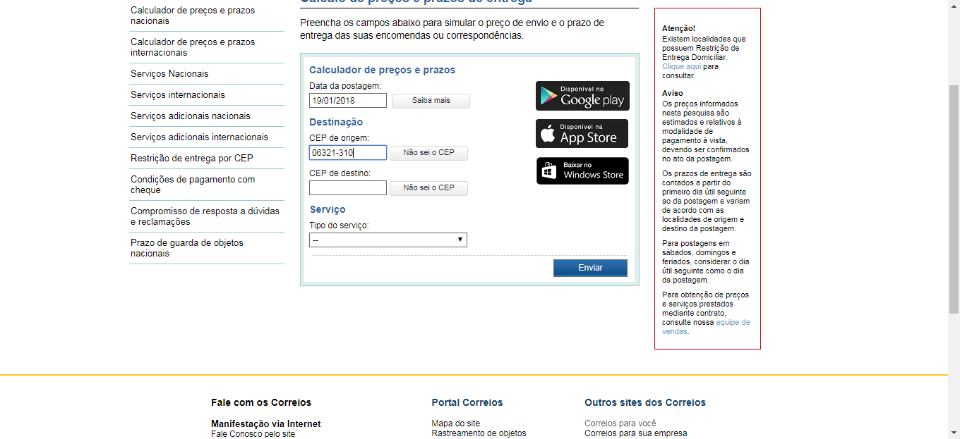 Cálculo de preços e prazos de entrega
Calculador de preços e prazos
nacionais
Calculador de preços e prazos
internacionais
Serviços Nacionais
Serviços internacionais
Serviços adicionais nacionais
Serviços adicionais internacionais
Restrição de entrega por CEP
Condições de pagamento com
cheque
Compromisso de resposta a dúvidas
e reclamações
Prazo de guarda de objetos
nacionais
Preencha os campos abaixo para simular o preço de envio e o prazo de
entrega das suas encomendas ou correspondências.
Calculador de preços e prazos
Data da postagem:
19/01/2018
Saiba mais
Destinação
CEP de origem:
06321-310
Não sei o CEP
CEP de destino:
Não sei o CEP
Serviço
Tipo do serviço:
--
Enviar
Disponível no
Google play
Disponível na
App Store
Baixar no
Windows Store
Atenção!
Existem localidades que
possuem Restrição de
Entrega Domiciliar.
Clique aqui para
consultar.
Aviso
Os preços informados
nesta pesquisa são
estimados e relativos à
modalidade de
pagamento à vista,
devendo ser confirmados
no ato da postagem.
Os prazos de entrega são
contados a partir do
primeiro dia útil seguinte
ao da postagem e variam
de acordo com as
localidades de origem e
destino da postagem.
Para postagens em
sábados, domingos e
feriados, considerar o dia
útil seguinte como o dia
da postagem.
Para obtenção de preços
e serviços prestados
mediante contrato,
consulte nossa equipe de
vendas.
Fale com os Correios
Manifestação via Internet
Fale Conosco pelo site
Portal Correios
Mapa do site
Rastreamento de objetos
Outros sites dos Correios
Correios para você
Correios para sua empresa